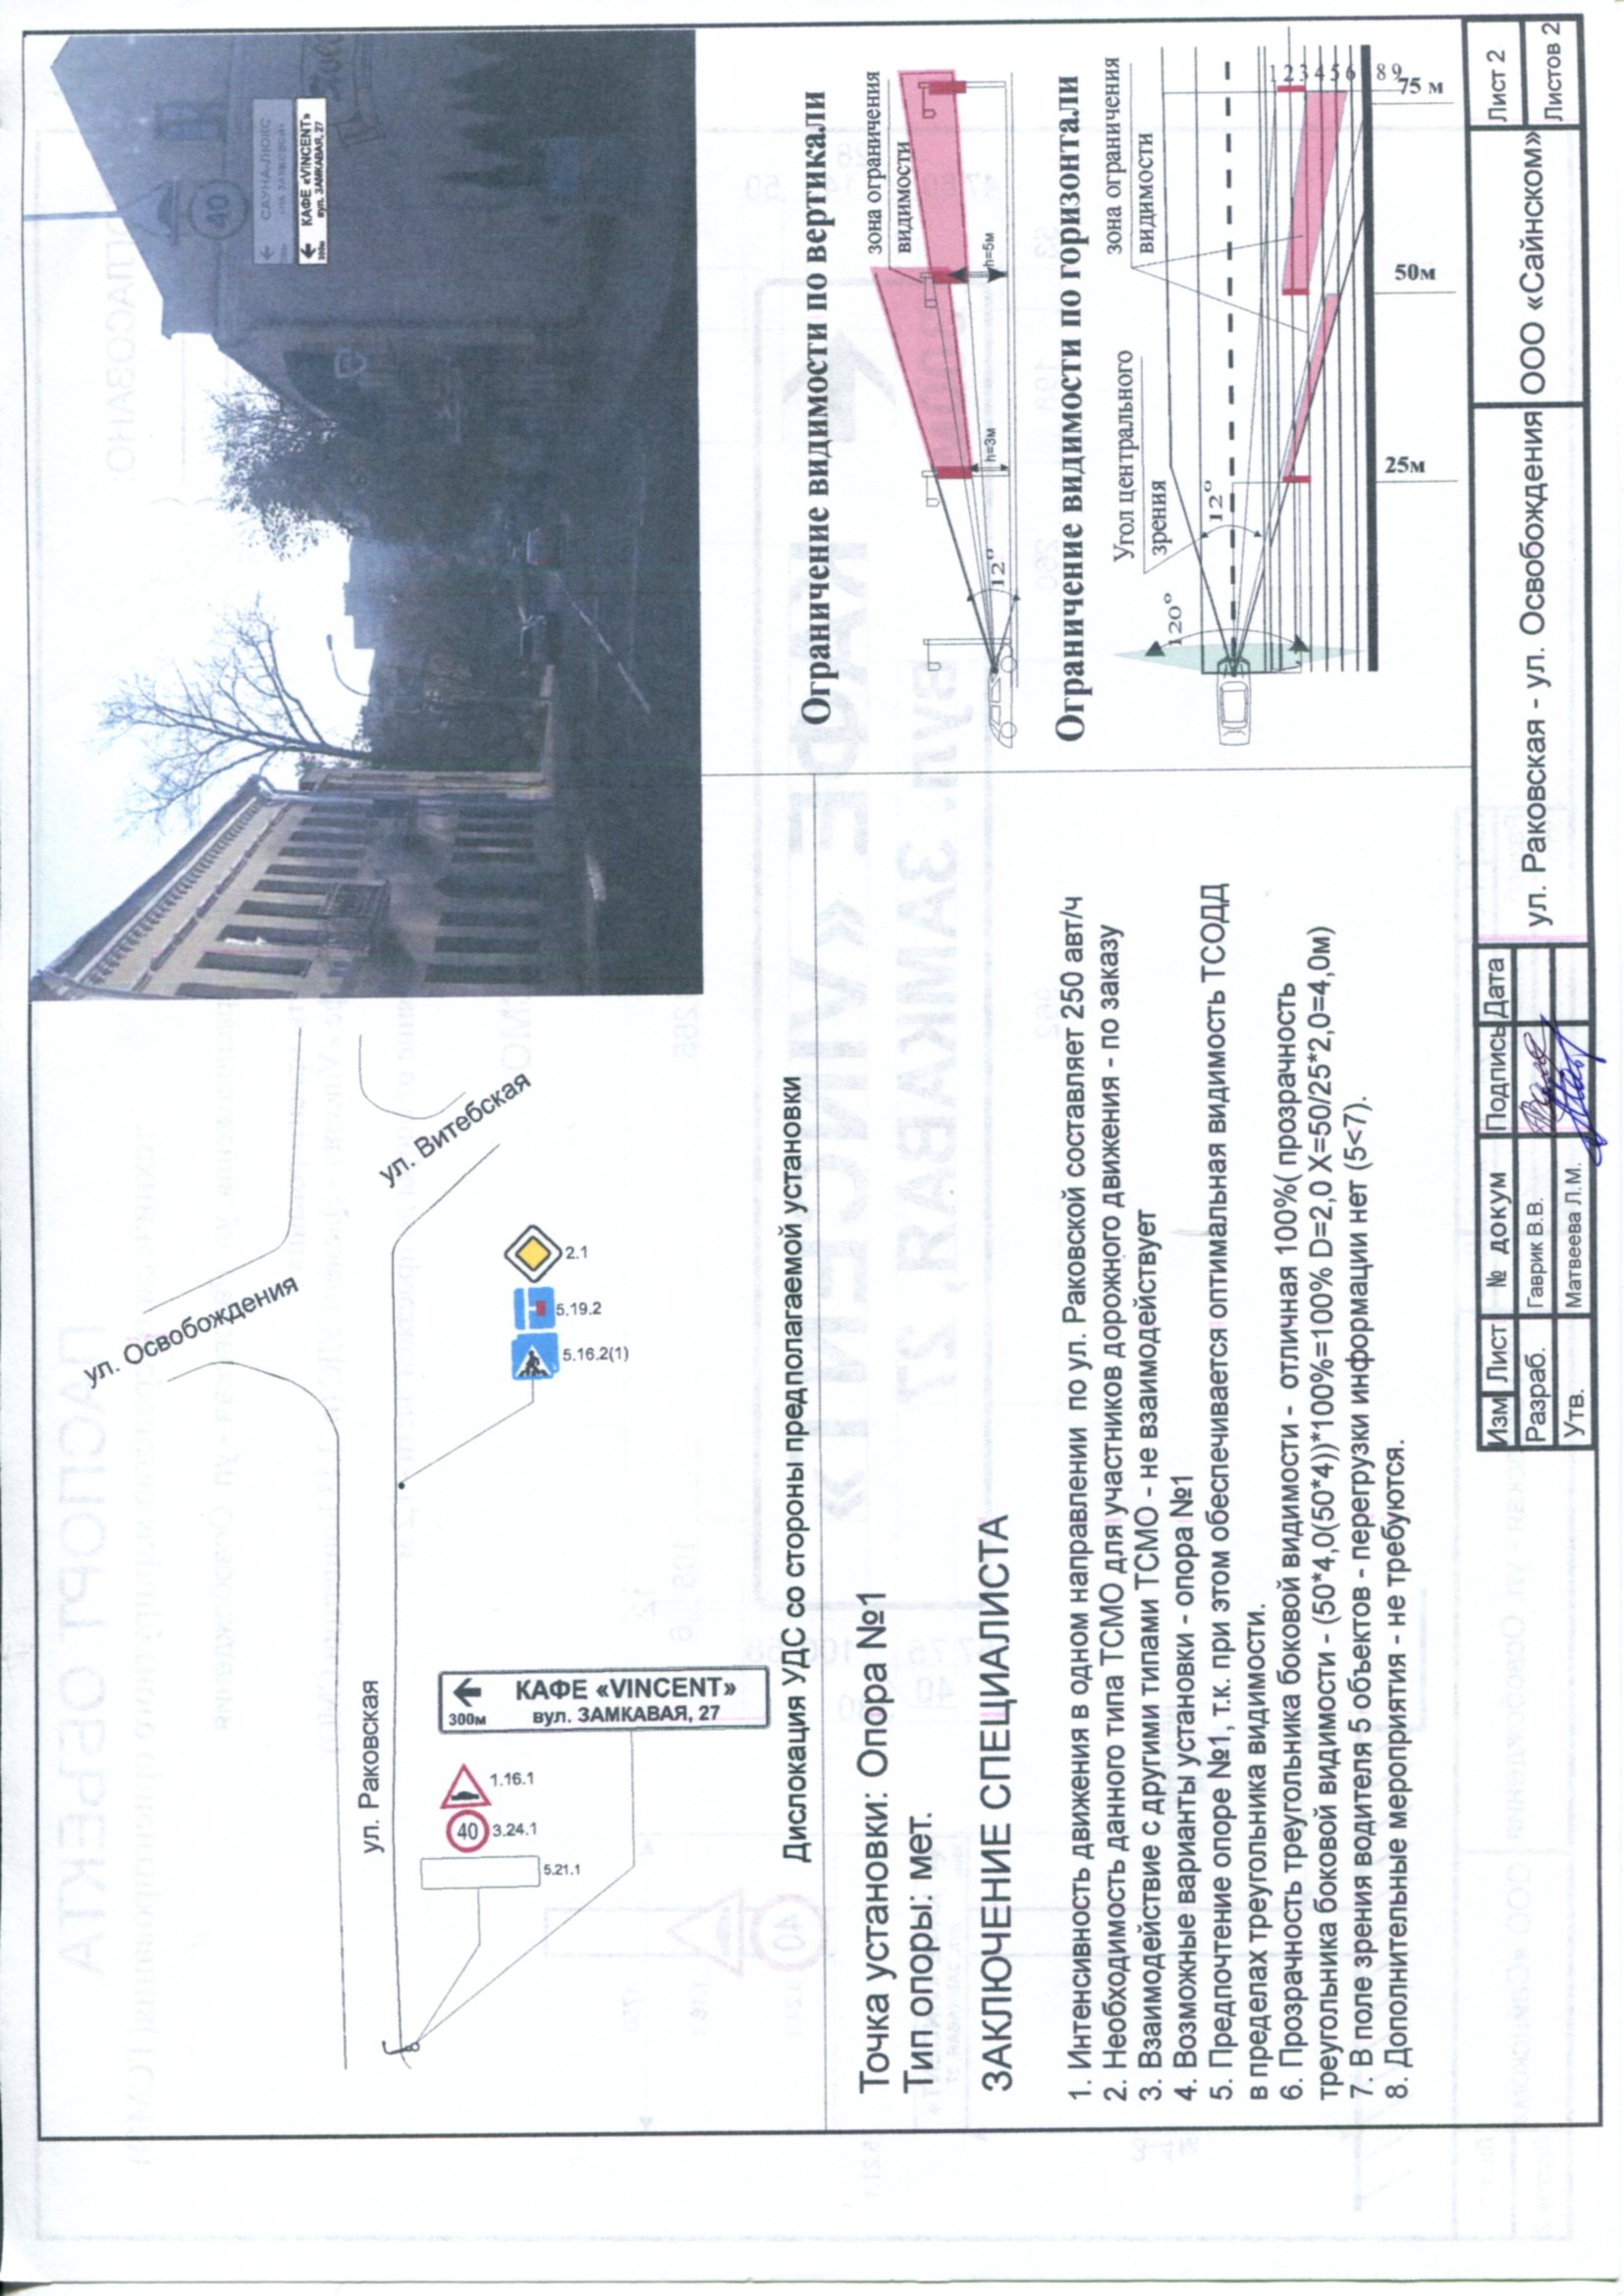 ул. Освобождения
ул. Витебская
ул. Раковская
2.1
5.19.2
5.16.2(1)
1.16.1
40
3.24.1
5.21.1
300м
КАФЕ «VINCENT»
вул. ЗАМКАВАЯ, 27
Дислокация УДС со стороны предполагаемой установки
40
САУНА-ЛЮКС
КАФЕ «VINCENT»
300м
вул. ЗАМКАВАЯ, 27
Точка установки: Опора №1
Тип опоры: мет.
ЗАКЛЮЧЕНИЕ СПЕЦИАЛИСТА
1. Интенсивность движения в одном направлении по ул. Раковской составляет 250 авт/ч
2. Необходимость данного типа ТСМО для участников дорожного движения - по заказу
3. Взаимодействие с другими типами ТСМО - не взаимодействует
4. Возможные варианты установки - опора №1
5. Предпочтение опоре №1, т.к. при этом обеспечивается оптимальная видимость ТСОДД
в пределах треугольника видимости.
6. Прозрачность треугольника боковой видимости - отличная 100%( прозрачность
треугольника боковой видимости - (50*4,0(50*4))*100%=100% D=2,0 X=50/25*2,0=4,0м)
7. В поле зрения водителя 5 объектов - перегрузки информации нет (5<7).
8. Дополнительные мероприятия - не требуются.
Ограничение видимости по вертикали
зона ограничения
видимости
h=5м
h=3м
12°
Ограничение видимости по горизонтали
зона ограничения
видимости
Угол центрального
зрения
12°
120°
1 2 3 4 5 6 8 9
25м
50м
75 м
Изм Лист № докум Подпись Дата
Разраб. Гаврик В.В.
Утв. Матвеева Л.М.
ул. Раковская - ул. Освобождения
ООО «Сайнском»
Лист 2
Листов 2